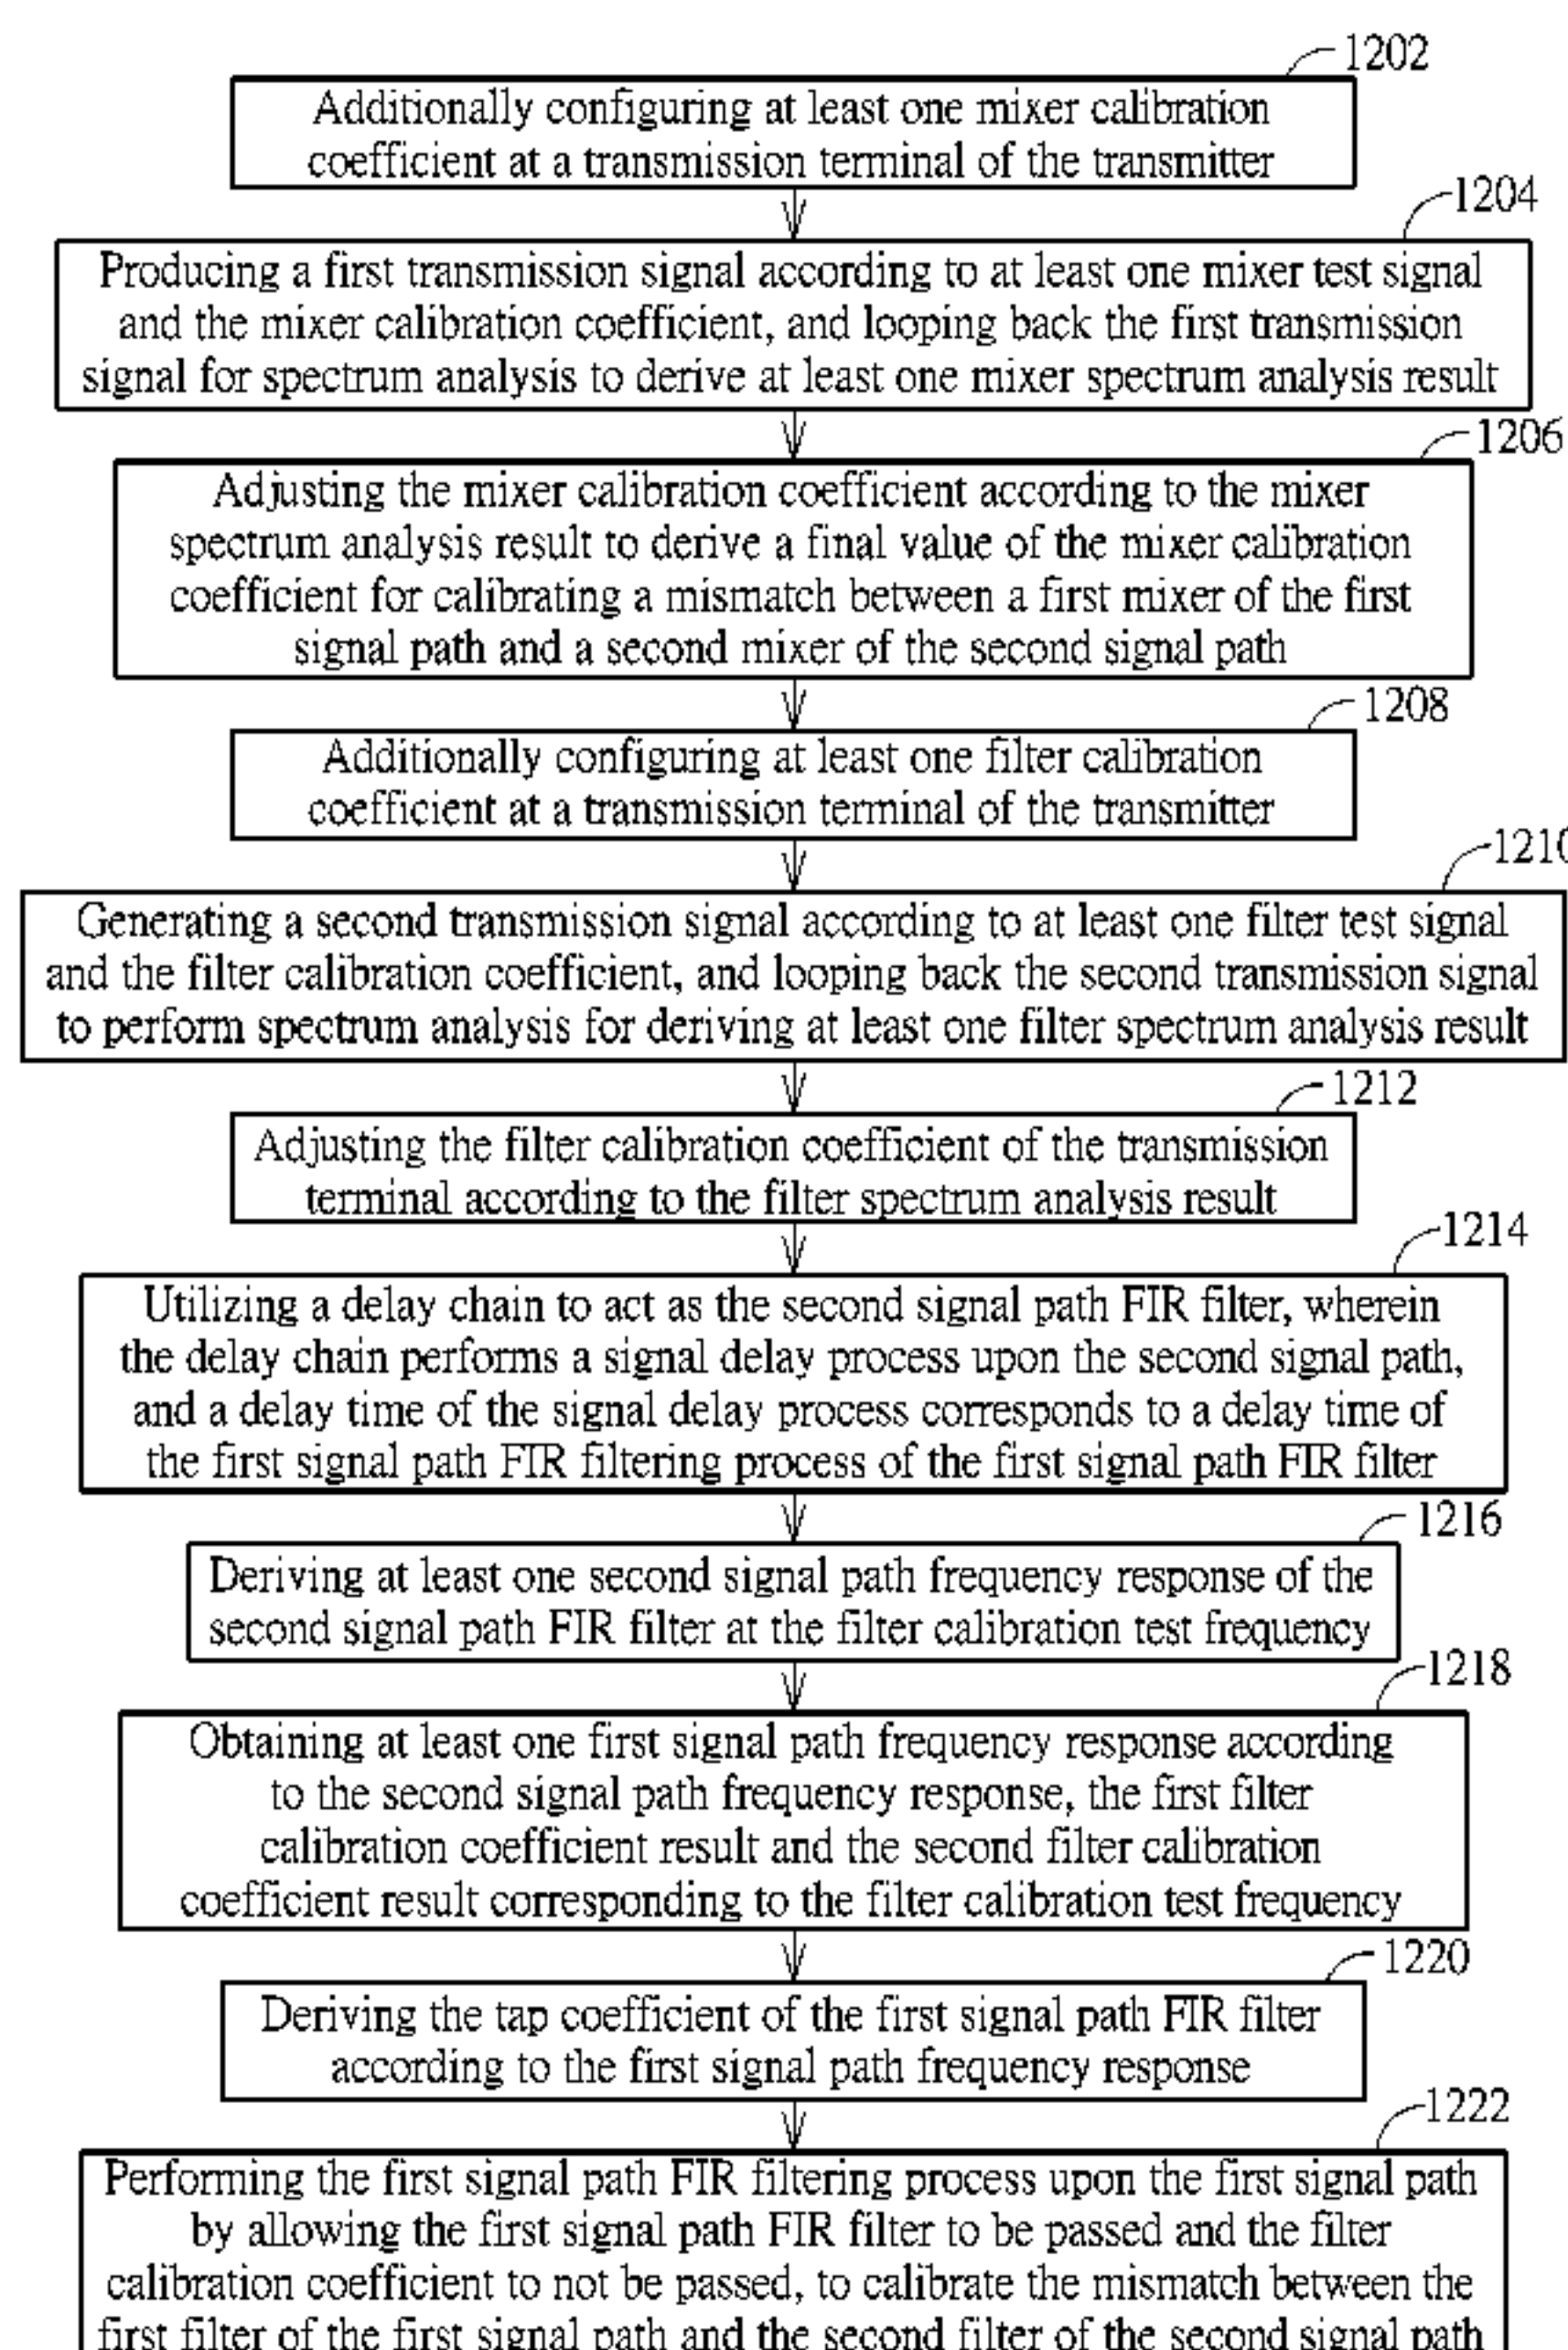 1202
Additionally configuring at least one mixer calibration
coefficient at a transmission terminal of the transmitter
1204
Producing a first transmission signal according to at least one mixer test signal
and the mixer calibration coefficient, and looping back the first transmission
signal for spectrum analysis to derive at least one mixer spectrum analysis result
1206
Adjusting the mixer calibration coefficient according to the mixer
spectrum analysis result to derive a final value of the mixer calibration
coefficient for calibrating a mismatch between a first mixer of the first
signal path and a second mixer of the second signal path
1208
Additionally configuring at least one filter calibration
coefficient at a transmission terminal of the transmitter
1210
Generating a second transmission signal according to at least one filter test signal
and the filter calibration coefficient, and looping back the second transmission signal
to perform spectrum analysis for deriving at least one filter spectrum analysis result
1212
Adjusting the filter calibration coefficient of the transmission
terminal according to the filter spectrum analysis result
1214
Utilizing a delay chain to act as the second signal path FIR filter, wherein
the delay chain performs a signal delay process upon the second signal path,
and a delay time of the signal delay process corresponds to a delay time of
the first signal path FIR filtering process of the first signal path FIR filter
1216
Deriving at least one second signal path frequency response of the
second signal path FIR filter at the filter calibration test frequency
1218
Obtaining at least one first signal path frequency response according
to the second signal path frequency response, the first filter
calibration coefficient result and the second filter calibration
coefficient result corresponding to the filter calibration test frequency
1220
Deriving the tap coefficient of the first signal path FIR filter
according to the first signal path frequency response
1222
Performing the first signal path FIR filtering process upon the first signal path
by allowing the first signal path FIR filter to be passed and the filter
calibration coefficient to not be passed, to calibrate the mismatch between the
first filter of the first signal path and the second filter of the second signal path